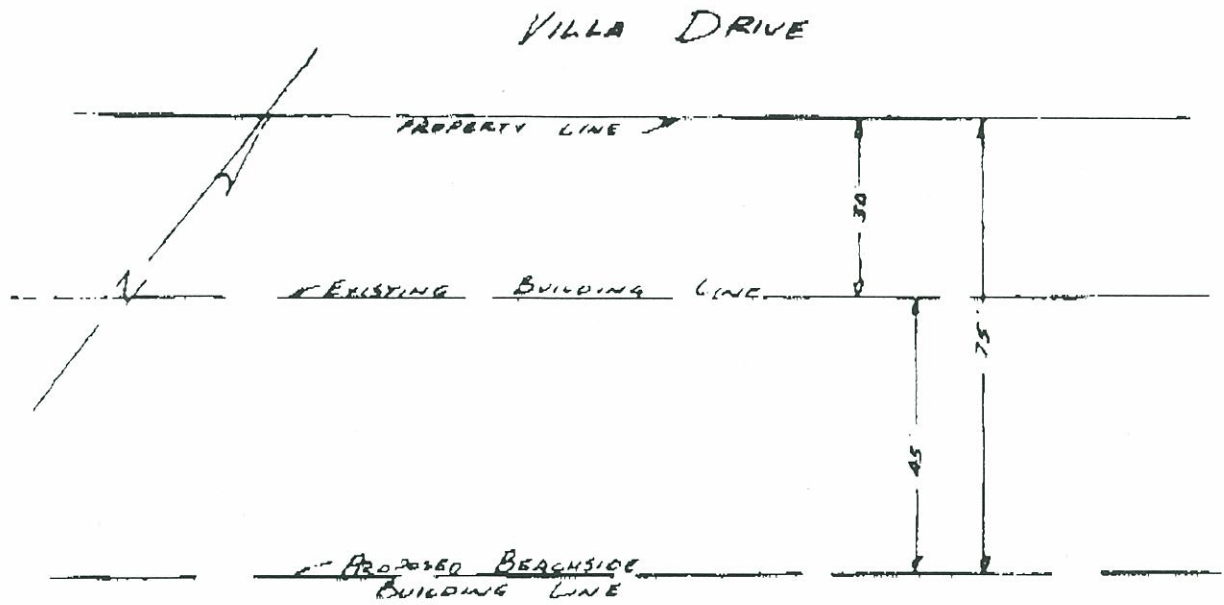 VILLA DRIVE
PROPERTY LINE
30
N
EXISTING BUILDING LINE
75
45
PROPOSED BEACHSIDE
BUILDING LINE